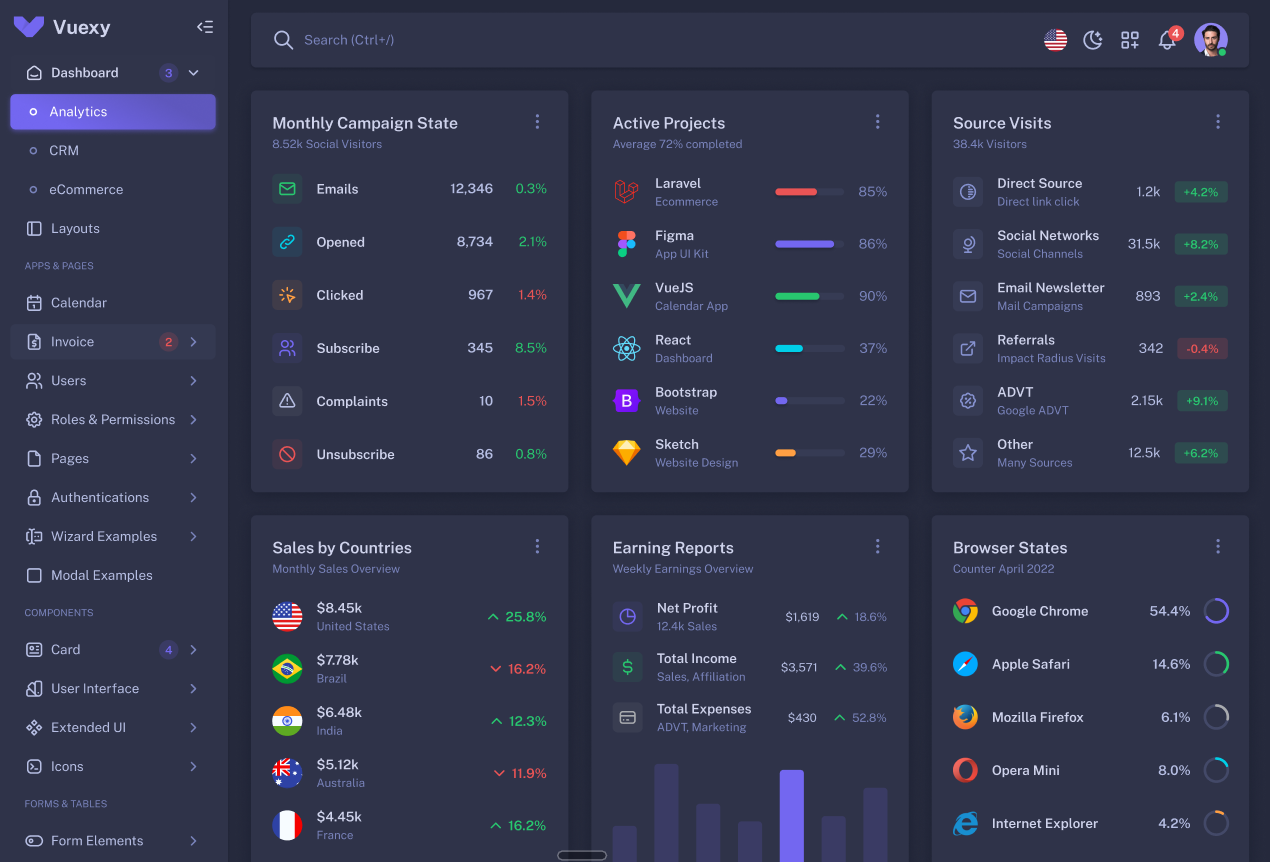 Vuexy
Dashboard 3
Analytics
CRM
eCommerce
Layouts
APPS & PAGES
Calendar
Invoice 2
Users
Roles & Permissions
Pages
Authentications
Wizard Examples
Modal Examples
COMPONENTS
Card 4
User Interface
Extended UI
Icons
FORMS & TABLES
Form Elements
Search (Ctrl+/)
4
Monthly Campaign State
8.52k Social Visitors
Emails 12,346 0.3%
Opened 8,734 2.1%
Clicked 967 1.4%
Subscribe 345 8.5%
Complaints 10 1.5%
Unsubscribe 86 0.8%
Active Projects
Average 72% completed
Laravel
Ecommerce
85%
Figma
App UI Kit
86%
VueJS
Calendar App
90%
React
Dashboard
37%
B
Bootstrap
Website
22%
Sketch
Website Design
29%
Source Visits
38.4k Visitors
Direct Source
Direct link click
1.2k +4.2%
Social Networks
Social Channels
31.5k +8.2%
Email Newsletter
Mail Campaigns
893 +2.4%
Referrals
Impact Radius Visits
342 -0.4%
ADVT
Google ADVT
2.15k +9.1%
Other
Many Sources
12.5k +6.2%
Sales by Countries
Monthly Sales Overview
$8.45k
United States
25.8%
$7.78k
Brazil
16.2%
$6.48k
India
12.3%
$5.12k
Australia
11.9%
$4.45k
France
16.2%
Earning Reports
Weekly Earnings Overview
Net Profit
12.4k Sales
$1,619 18.6%
Total Income
Sales, Affiliation
$3,571 39.6%
Total Expenses
ADVT, Marketing
$430 52.8%
Browser States
Counter April 2022
Google Chrome 54.4%
Apple Safari 14.6%
Mozilla Firefox 6.1%
Opera Mini 8.0%
Internet Explorer 4.2%